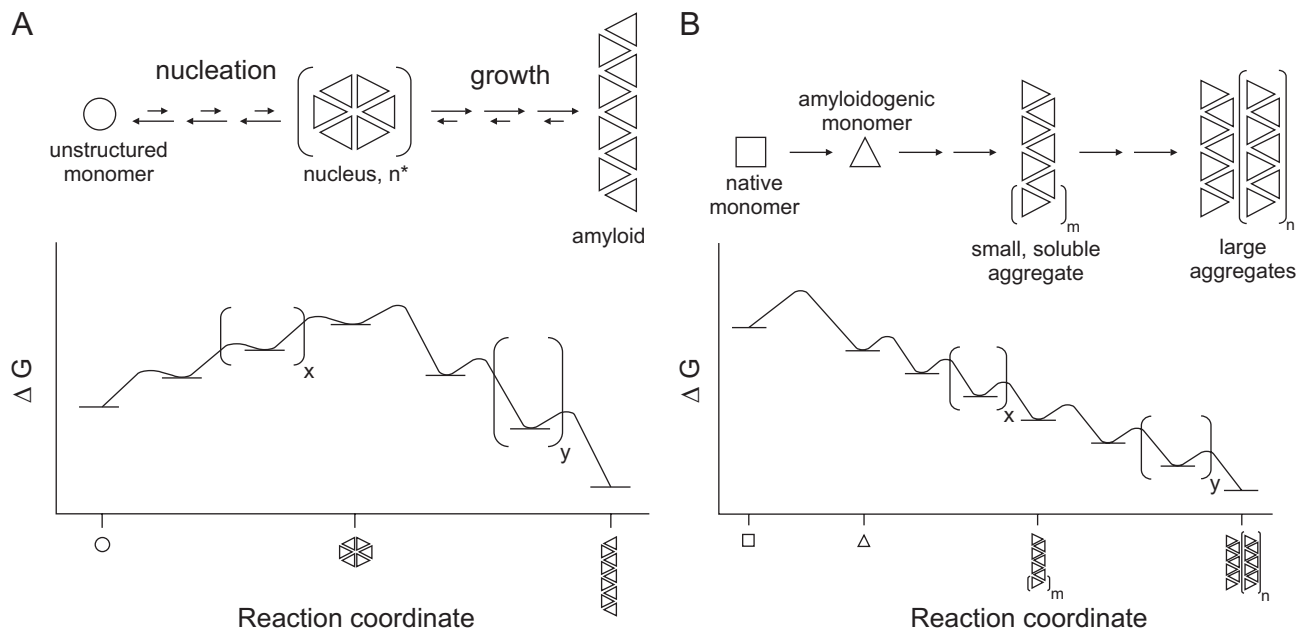 A
nucleation
growth
unstructured
monomer
nucleus, n*
amyloid
Δ G
x
y
Reaction coordinate
B
amyloidogenic
monomer
native
monomer
m
small, soluble
aggregate
n
large
aggregates
Δ G
x
y
m
n
Reaction coordinate